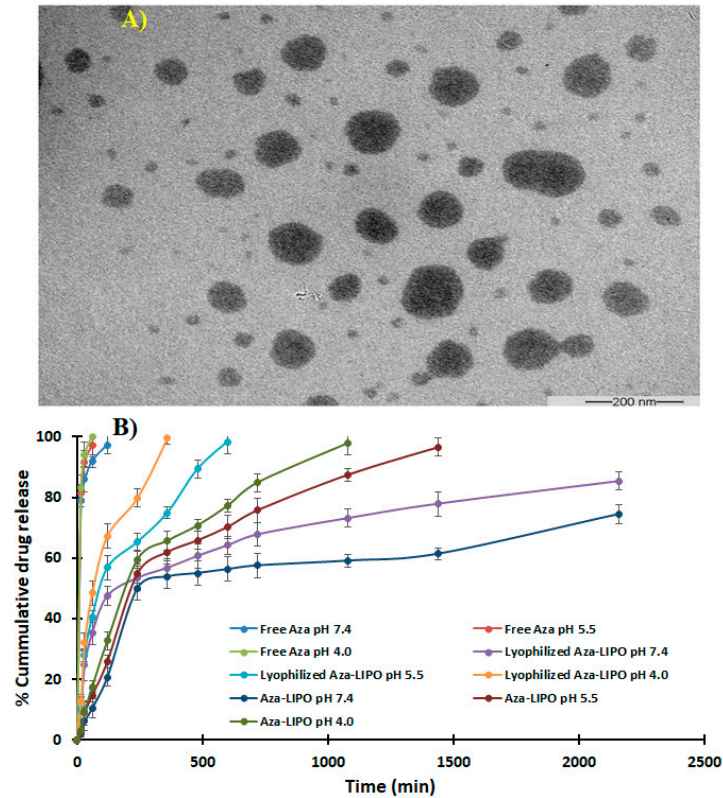 A)
200 nm
B)
% Cummulative drug release
100
80
60
40
20
0
Free Aza pH 7.4
Free Aza pH 5.5
Free Aza pH 4.0
Lyophilized Aza-LIPO pH 7.4
Lyophilized Aza-LIPO pH 5.5
Lyophilized Aza-LIPO pH 4.0
Aza-LIPO pH 7.4
Aza-LIPO pH 5.5
Aza-LIPO pH 4.0
0 500 1000 1500 2000 2500
Time (min)